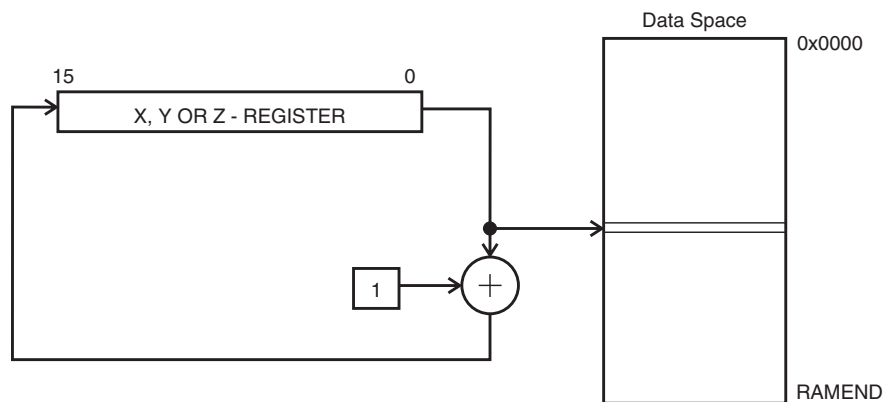 Data Space
0x0000
15 0
X, Y OR Z - REGISTER
1
+
RAMEND